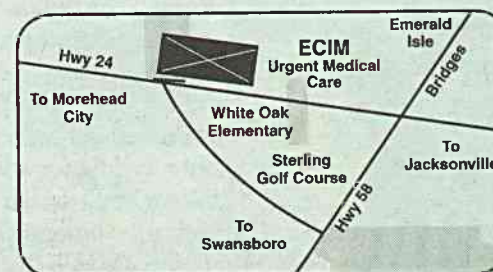 Emerald
Isle
Hwy 24
ECIM
Urgent Medical
Care
Bridges
To Morehead
City
White Oak
Elementary
To
Jacksonville
Sterling
Golf Course
Hwy 58
To
Swansboro